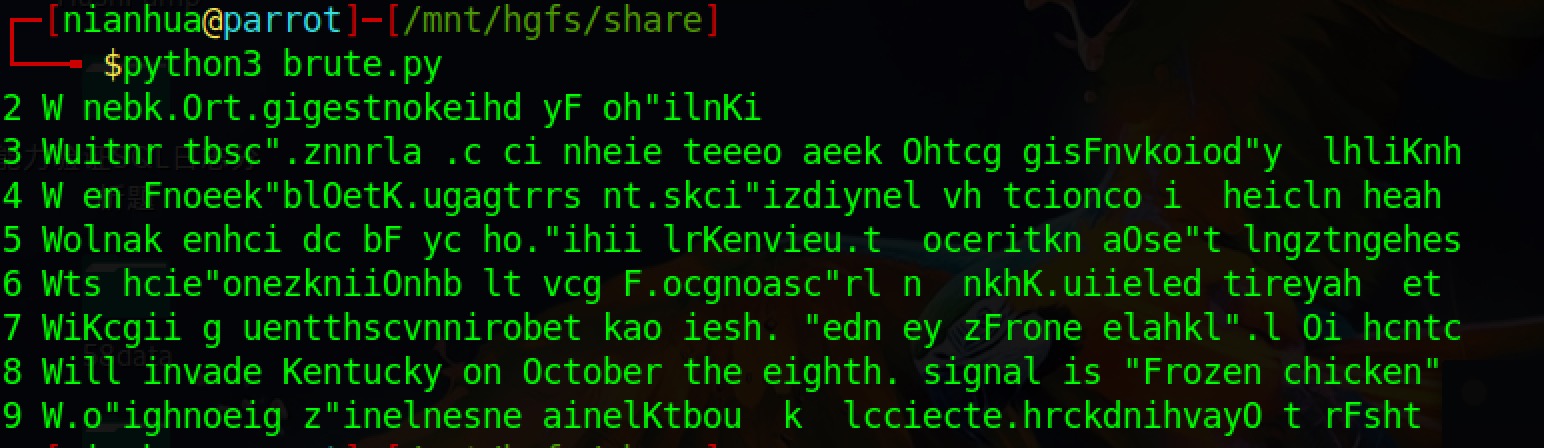 [nianhua@parrot]-[/mnt/hgfs/share]
$python3 brute.py
2 W nebk.Ort.gigestnokeihd yF oh"ilnKi
3 Wuitnr tbsc".znnrla .c ci nheie teeeo aeek Ohtcg gisFnvkoiod"y  lhliKnh
4 W en Fnoeek"blOetK.ugagtrrs nt.skci"izdiynel vh tcionco i  heicln heah
5 Wolnak enhci dc bF yc ho."ihii lrKenvieu.t  oceritkn aOse"t lngztngehes
6 Wts hcie"onezkniiOnhb lt vcg F.ocgnoasc"rl n  nkhK.uiieled tireyah  et
7 WiKcgii g uentthscvnnirobet kao iesh. "edn ey zFrone elahkl".l Oi hcntc
8 Will invade Kentucky on October the eighth. signal is "Frozen chicken"
9 W.o"ighnoeig z"inelnesne ainelKtbou  k  lcciecte.hrckdnihvayO t rFsht